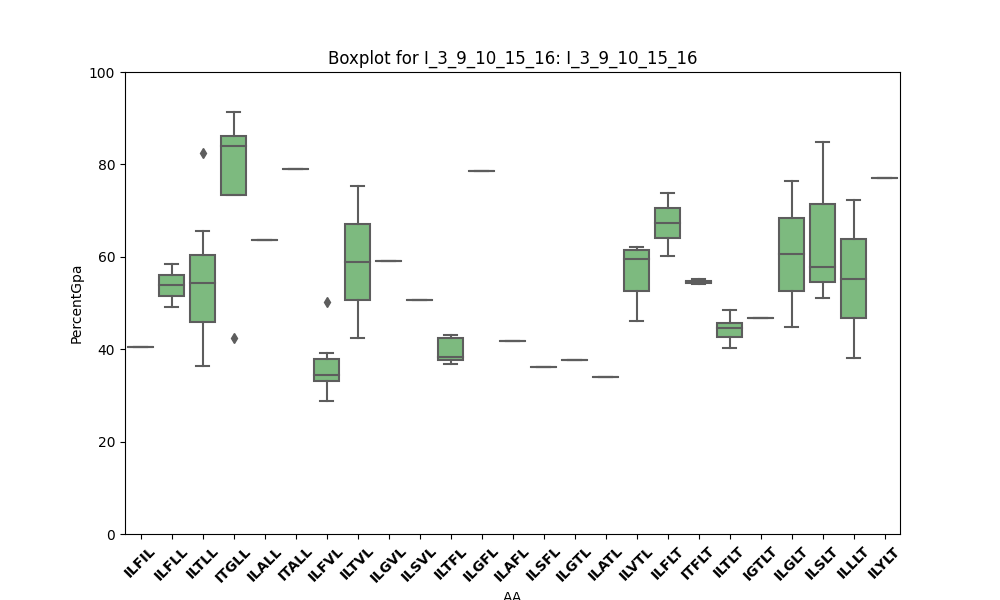 Boxplot for I_3_9_10_15_16: I_3_9_10_15_16
100
80
60
40
20
0
PercentGpa
ILFIL ILFLL ILTLL ITGLL ILALL ITALL ILFVL ILTVL ILGVL ILSVL ILTFL ILGFL ILAFL ILSFL ILGTL ILATL ILVTL ILFLT ITFLT ILTLT IGTLT ILGLT ILSLT ILLLT ILYLT
AA